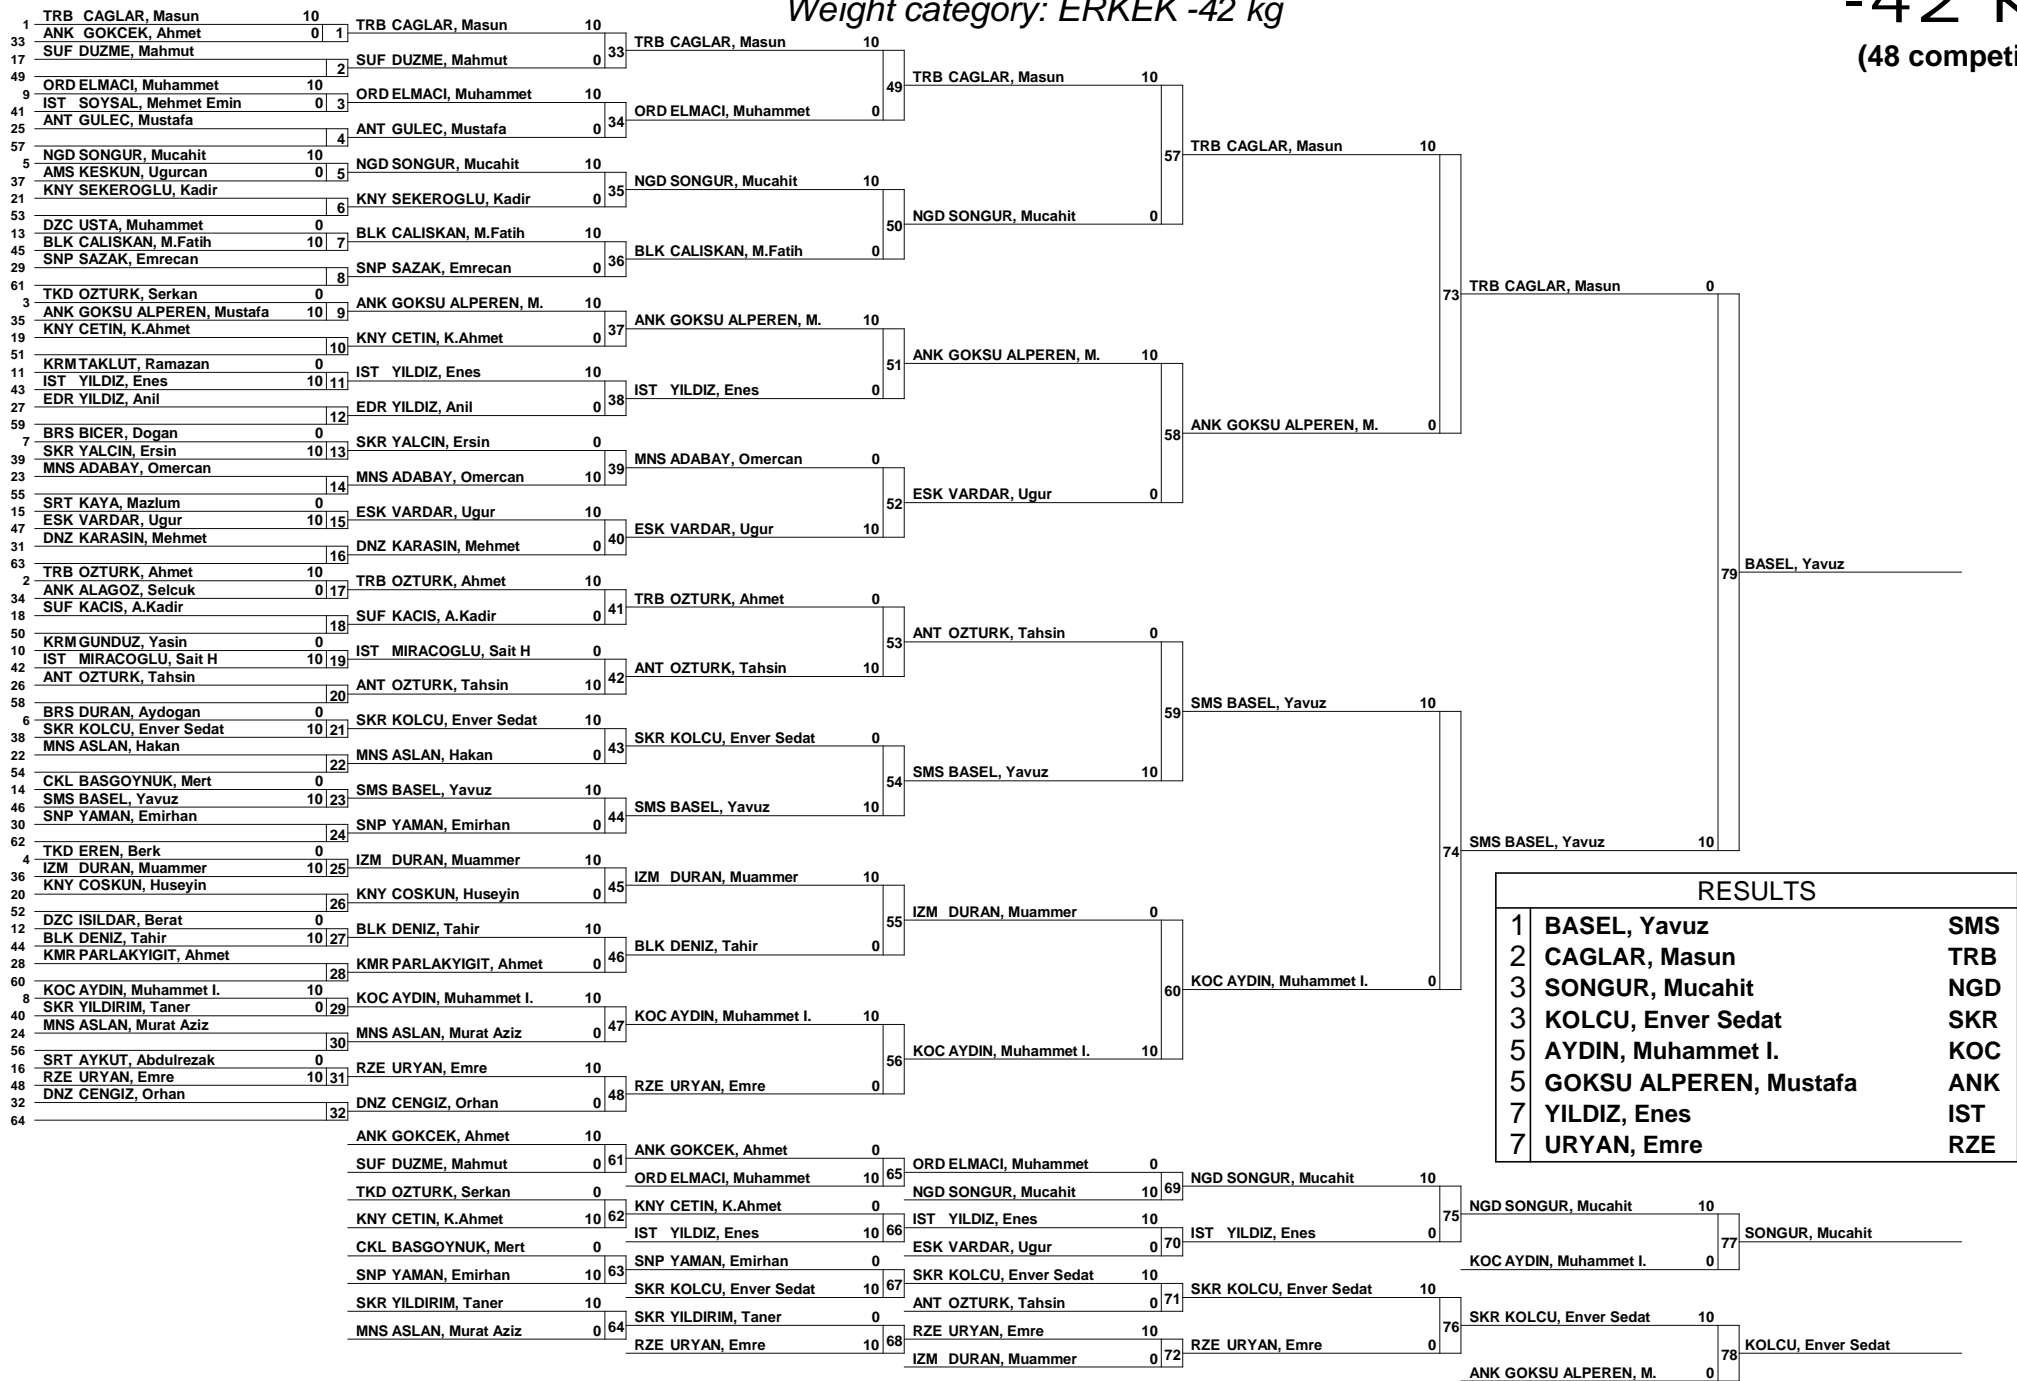 Weight category: ERKEK -42 kg
(48 competi
1 TRB CAGLAR, Masun 10
33 ANK GOKCEK, Ahmet 0 1
17 SUF DUZME, Mahmut
49 2
9 ORD ELMACI, Muhammet 10
41 IST SOYSAL, Mehmet Emin 0 3
25 ANT GULEC, Mustafa
57 4
5 NGD SONGUR, Mucahit 10
37 AMS KESKUN, Ugurcan 0 5
21 KNY SEKEROGLU, Kadir
53 6
13 DZC USTA, Muhammet 0
45 BLK CALISKAN, M.Fatih 10 7
29 SNP SAZAK, Emrecan
61 8
3 TKD OZTURK, Serkan 0
35 ANK GOKSU ALPEREN, Mustafa 10 9
19 KNY CETIN, K.Ahmet
51 10
11 KRM TAKLUT, Ramazan 0
43 IST YILDIZ, Enes 10 11
27 EDR YILDIZ, Anil
59 12
7 BRS BICER, Dogan 0
39 SKR YALCIN, Ersin 10 13
23 MNS ADABAY, Omercan
55 14
15 SRT KAYA, Mazlum 0
47 ESK VARDAR, Ugur 10 15
31 DNZ KARASIN, Mehmet
63 16
2 TRB OZTURK, Ahmet 10
34 ANK ALAGOZ, Selcuk 0 17
18 SUF KACIS, A.Kadir
50 18
10 KRM GUNDUZ, Yasin 0
42 IST MIRACOGLU, Sait H 10 19
26 ANT OZTURK, Tahsin
58 20
6 BRS DURAN, Aydogan 0
38 SKR KOLCU, Enver Sedat 10 21
22 MNS ASLAN, Hakan
54 22
14 CKL BASGOYNUK, Mert 0
46 SMS BASEL, Yavuz 10 23
30 SNP YAMAN, Emirhan
62 24
4 TKD EREN, Berk 0
36 IZM DURAN, Muammer 10 25
20 KNY COSKUN, Huseyin
52 26
12 DZC ISILDAR, Berat 0
44 BLK DENIZ, Tahir 10 27
28 KMR PARLAKYIGIT, Ahmet
60 28
8 KOC AYDIN, Muhammet I. 10
40 SKR YILDIRIM, Taner 0 29
24 MNS ASLAN, Murat Aziz
56 30
16 SRT AYKUT, Abdulrezak 0
48 RZE URYAN, Emre 10 31
32 DNZ CENGIZ, Orhan
64 32
TRB CAGLAR, Masun 10
SUF DUZME, Mahmut 0 33
ORD ELMACI, Muhammet 10
ANT GULEC, Mustafa 0 34
NGD SONGUR, Mucahit 10
KNY SEKEROGLU, Kadir 0 35
BLK CALISKAN, M.Fatih 10
SNP SAZAK, Emrecan 0 36
ANK GOKSU ALPEREN, M. 10
KNY CETIN, K.Ahmet 0 37
IST YILDIZ, Enes 10
EDR YILDIZ, Anil 0 38
SKR YALCIN, Ersin 0
MNS ADABAY, Omercan 10 39
ESK VARDAR, Ugur 10
DNZ KARASIN, Mehmet 0 40
TRB OZTURK, Ahmet 10
SUF KACIS, A.Kadir 0 41
IST MIRACOGLU, Sait H 0
ANT OZTURK, Tahsin 10 42
SKR KOLCU, Enver Sedat 10
MNS ASLAN, Hakan 0 43
SMS BASEL, Yavuz 10
SNP YAMAN, Emirhan 0 44
IZM DURAN, Muammer 10
KNY COSKUN, Huseyin 0 45
BLK DENIZ, Tahir 10
KMR PARLAKYIGIT, Ahmet 0 46
KOC AYDIN, Muhammet I. 10
MNS ASLAN, Murat Aziz 0 47
RZE URYAN, Emre 10
DNZ CENGIZ, Orhan 0 48
TRB CAGLAR, Masun 10
ORD ELMACI, Muhammet 0 49
NGD SONGUR, Mucahit 10
BLK CALISKAN, M.Fatih 0 50
ANK GOKSU ALPEREN, M. 10
IST YILDIZ, Enes 0 51
MNS ADABAY, Omercan 0
ESK VARDAR, Ugur 10 52
TRB OZTURK, Ahmet 0
ANT OZTURK, Tahsin 10 53
SKR KOLCU, Enver Sedat 0
SMS BASEL, Yavuz 10 54
IZM DURAN, Muammer 10
BLK DENIZ, Tahir 0 55
KOC AYDIN, Muhammet I. 10
RZE URYAN, Emre 0 56
TRB CAGLAR, Masun 10
NGD SONGUR, Mucahit 0 57
ANK GOKSU ALPEREN, M. 10
ESK VARDAR, Ugur 0 58
ANT OZTURK, Tahsin 0
SMS BASEL, Yavuz 10 59
IZM DURAN, Muammer 0
KOC AYDIN, Muhammet I. 10 60
TRB CAGLAR, Masun 10
ANK GOKSU ALPEREN, M. 0 73
SMS BASEL, Yavuz 10
KOC AYDIN, Muhammet I. 0 74
TRB CAGLAR, Masun 0
SMS BASEL, Yavuz 10 79
BASEL, Yavuz
RESULTS
1 BASEL, Yavuz SMS
2 CAGLAR, Masun TRB
3 SONGUR, Mucahit NGD
3 KOLCU, Enver Sedat SKR
5 AYDIN, Muhammet I. KOC
5 GOKSU ALPEREN, Mustafa ANK
7 YILDIZ, Enes IST
7 URYAN, Emre RZE
ANK GOKCEK, Ahmet 10
SUF DUZME, Mahmut 0 61
TKD OZTURK, Serkan 0
KNY CETIN, K.Ahmet 10 62
CKL BASGOYNUK, Mert 0
SNP YAMAN, Emirhan 10 63
SKR YILDIRIM, Taner 10
MNS ASLAN, Murat Aziz 0 64
ANK GOKCEK, Ahmet 0
ORD ELMACI, Muhammet 10 65
KNY CETIN, K.Ahmet 0
IST YILDIZ, Enes 10 66
SNP YAMAN, Emirhan 0
SKR KOLCU, Enver Sedat 10 67
SKR YILDIRIM, Taner 0
RZE URYAN, Emre 10 68
ORD ELMACI, Muhammet 0
NGD SONGUR, Mucahit 10 69
IST YILDIZ, Enes 10
ESK VARDAR, Ugur 0 70
SKR KOLCU, Enver Sedat 10
ANT OZTURK, Tahsin 0 71
RZE URYAN, Emre 10
IZM DURAN, Muammer 0 72
NGD SONGUR, Mucahit 10
IST YILDIZ, Enes 0 75
SKR KOLCU, Enver Sedat 10
RZE URYAN, Emre 0 76
NGD SONGUR, Mucahit 10
KOC AYDIN, Muhammet I. 0 77
SKR KOLCU, Enver Sedat 10
ANK GOKSU ALPEREN, M. 0 78
SONGUR, Mucahit
KOLCU, Enver Sedat